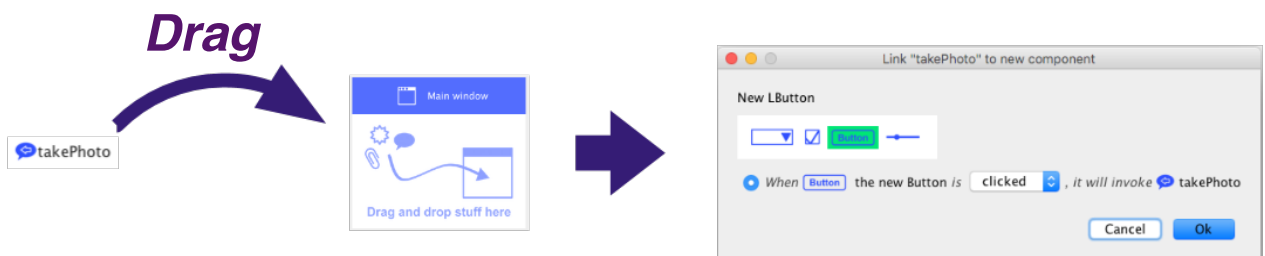 Drag
takePhoto
Main window
Drag and drop stuff here
Link "takePhoto" to new component
New LButton
Button
When Button the new Button is clicked , it will invoke takePhoto
Cancel Ok